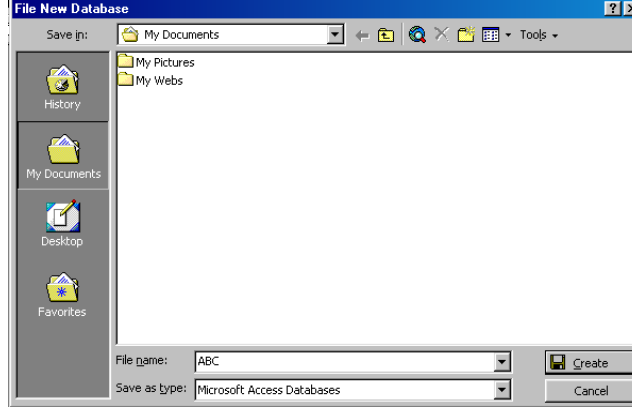 File New Database
Save in: My Documents Tools
My Pictures
My Webs
History
My Documents
Desktop
Favorites
File name: ABC Create
Save as type: Microsoft Access Databases Cancel